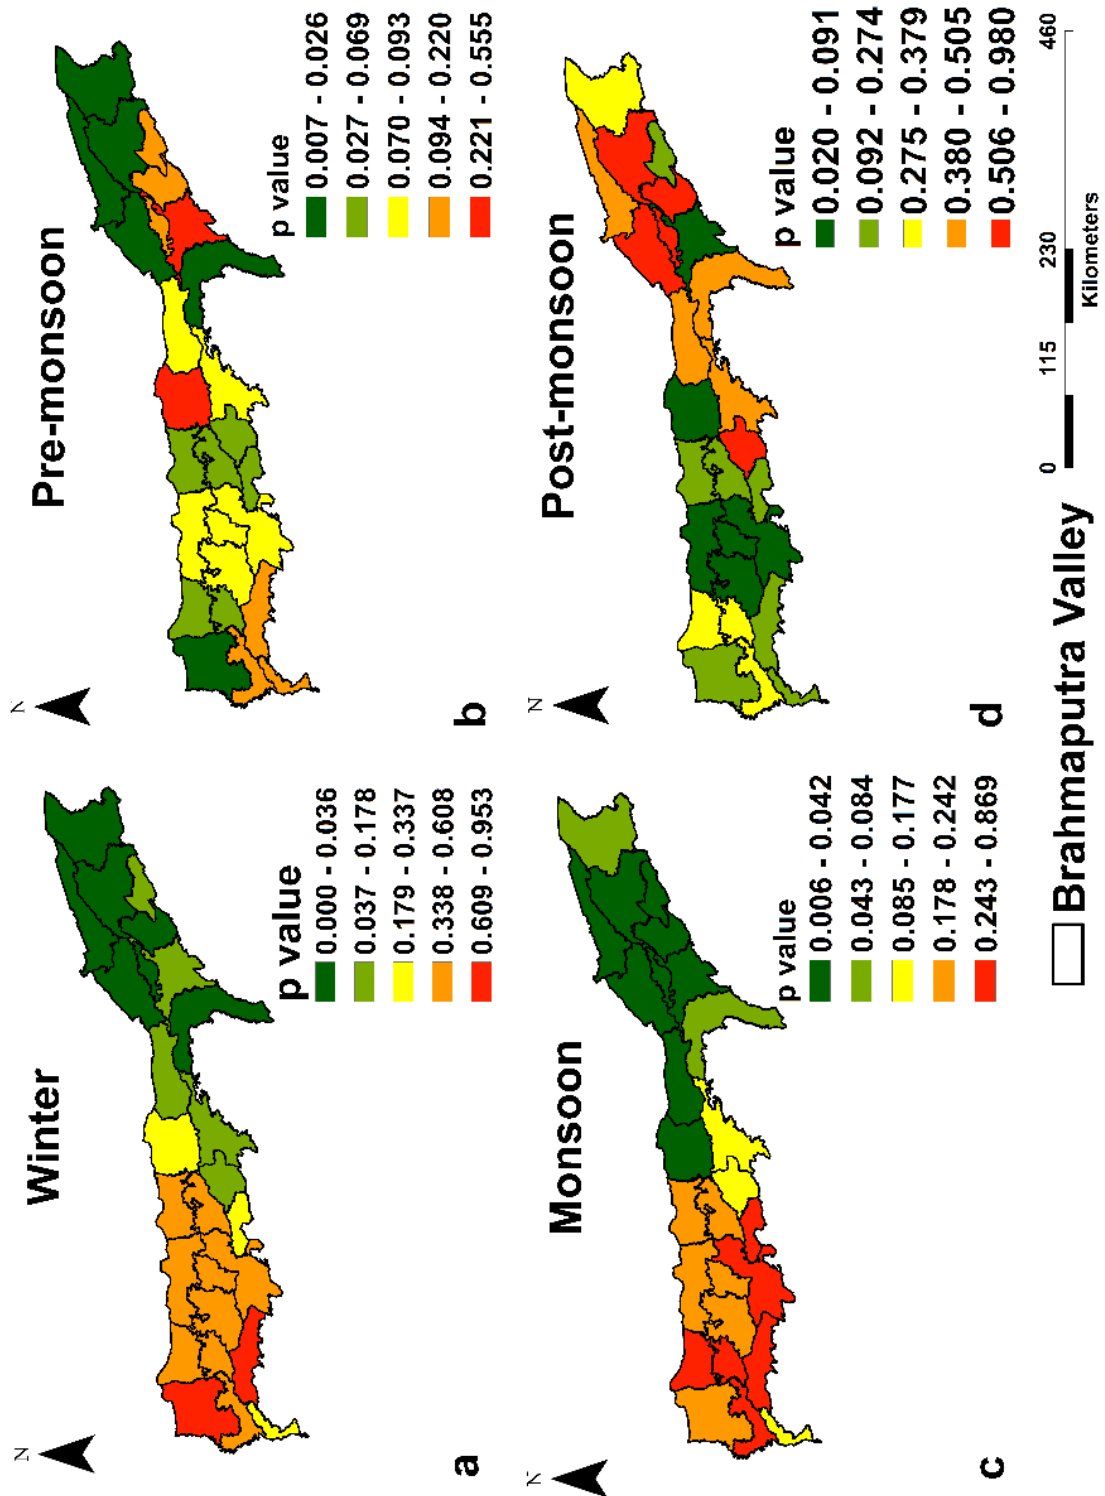 N
Winter
p value
0.000 - 0.036
0.037 - 0.178
0.179 - 0.337
0.338 - 0.608
0.609 - 0.953
a
N
Pre-monsoon
p value
0.007 - 0.026
0.027 - 0.069
0.070 - 0.093
0.094 - 0.220
0.221 - 0.555
b
N
Monsoon
p value
0.006 - 0.042
0.043 - 0.084
0.085 - 0.177
0.178 - 0.242
0.243 - 0.869
c
N
Post-monsoon
p value
0.020 - 0.091
0.092 - 0.274
0.275 - 0.379
0.380 - 0.505
0.506 - 0.980
d
Brahmaputra Valley
0 115 230 460
Kilometers